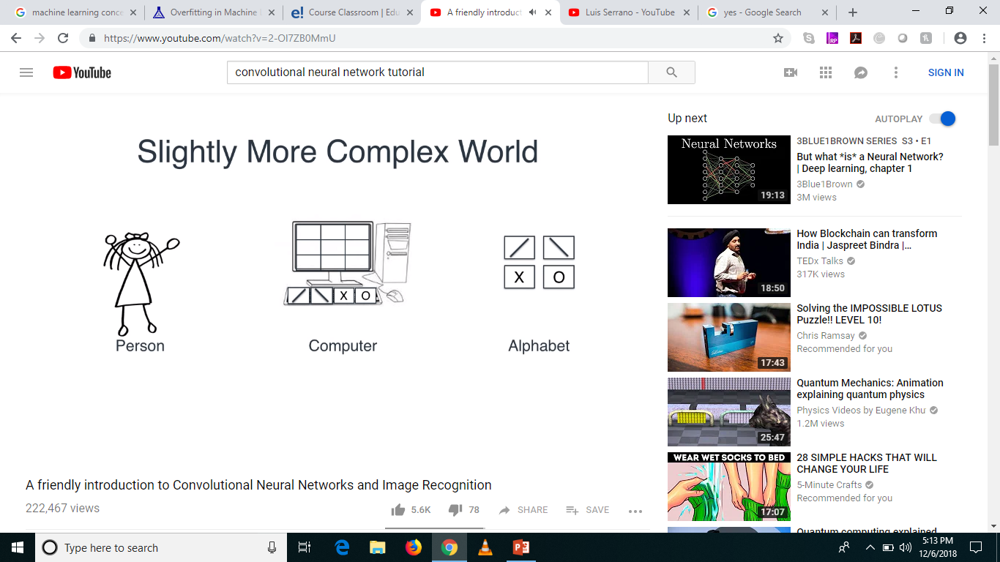 machine learning conce
Overfitting in Machine
Course Classroom | Edu
A friendly introduct
Luis Serrano - YouTube
yes - Google Search
https://www.youtube.com/watch?v=2-OI7ZB0MmU
YouTube
convolutional neural network tutorial
SIGN IN
Slightly More Complex World
X O
X O
Person
Computer
Alphabet
A friendly introduction to Convolutional Neural Networks and Image Recognition
222,467 views
5.6K
78
SHARE
SAVE
Up next
AUTOPLAY
Neural Networks
19:13
3BLUE1BROWN SERIES S3 • E1
But what *is* a Neural Network?
| Deep learning, chapter 1
3Blue1Brown
3M views
18:50
How Blockchain can transform
India | Jaspreet Bindra |...
TEDx Talks
317K views
17:43
Solving the IMPOSSIBLE LOTUS
Puzzle!! LEVEL 10!
Chris Ramsay
Recommended for you
25:47
Quantum Mechanics: Animation
explaining quantum physics
Physics Videos by Eugene Khu
1.2M views
WEAR WET SOCKS TO BED
17:07
28 SIMPLE HACKS THAT WILL
CHANGE YOUR LIFE
5-Minute Crafts
Recommended for you
Quantum computing explained
Type here to search
5:13 PM
12/6/2018